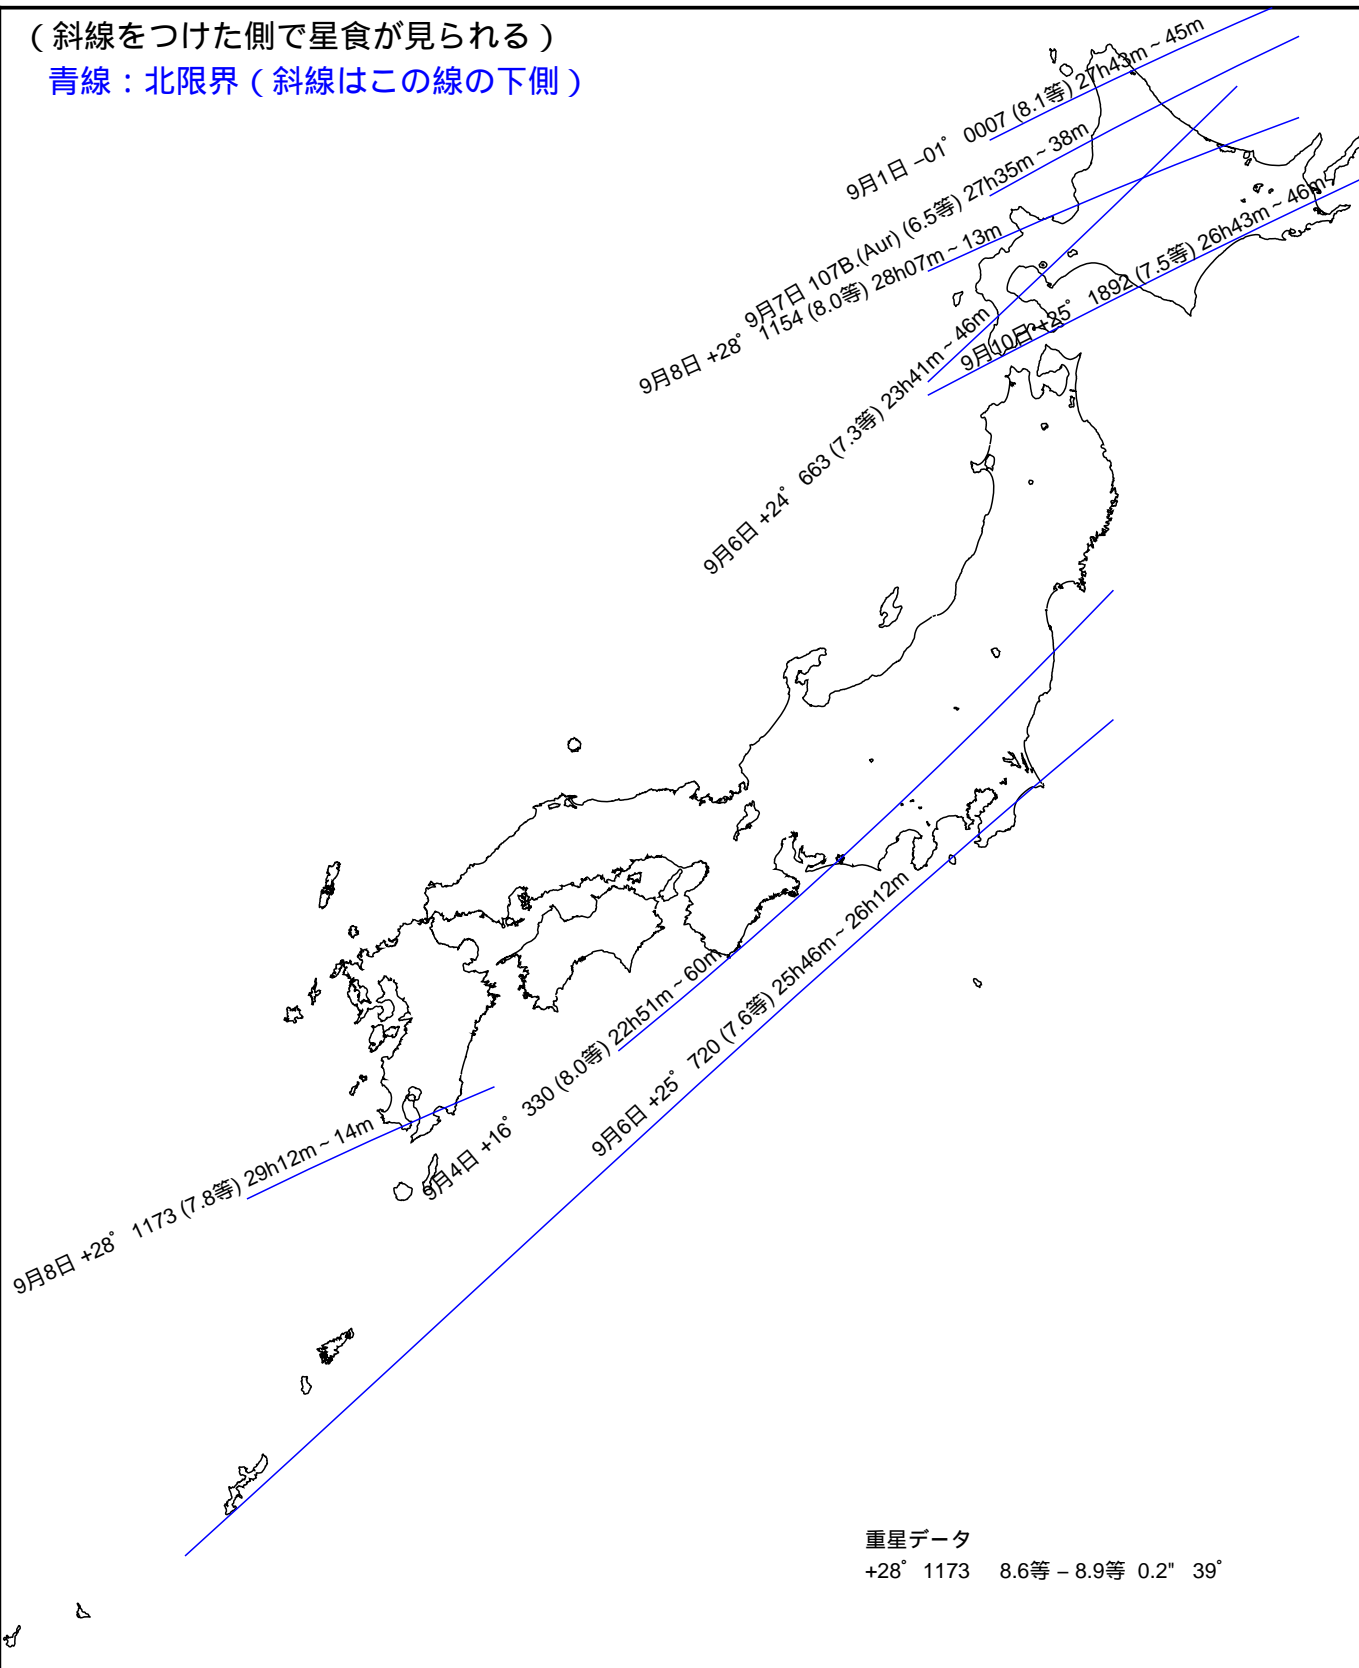 （斜線をつけた側で星食が見られる）
青線：北限界（斜線はこの線の下側）
9月1日 −01° 0007 (8.1等) 27h43m ~ 45m
9月7日 107B.(Aur) (6.5等) 27h35m ~ 38m
9月8日 +28° 1154 (8.0等) 28h07m ~ 13m
9月6日 +24° 663 (7.3等) 23h41m ~ 46m
9月10日 +25° 1892 (7.5等) 26h43m ~ 46m
9月8日 +28° 1173 (7.8等) 29h12m ~ 14m
9月4日 +16° 330 (8.0等) 22h51m ~ 60m
9月6日 +25° 720 (7.6等) 25h46m ~ 26h12m
重星データ
+28° 1173 8.6等 − 8.9等 0.2" 39°